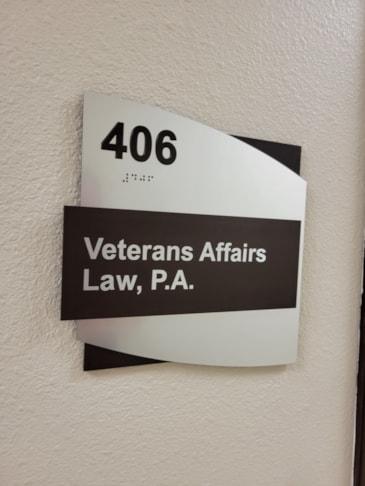 406
⠼⠙⠚⠋
Veterans Affairs
Law, P.A.